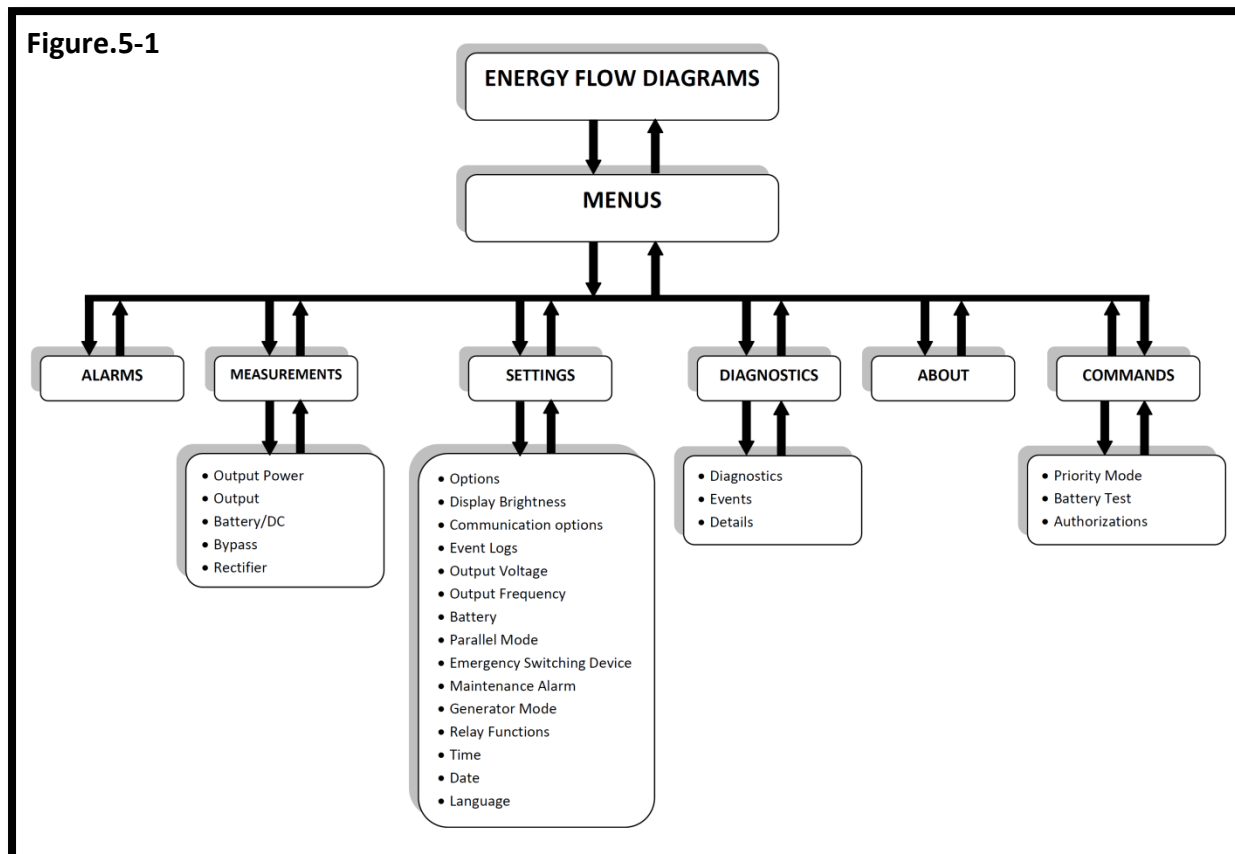 Figure.5-1
ENERGY FLOW DIAGRAMS
MENUS
ALARMS
MEASUREMENTS
SETTINGS
DIAGNOSTICS
ABOUT
COMMANDS
• Output Power
• Output
• Battery/DC
• Bypass
• Rectifier
• Options
• Display Brightness
• Communication options
• Event Logs
• Output Voltage
• Output Frequency
• Battery
• Parallel Mode
• Emergency Switching Device
• Maintenance Alarm
• Generator Mode
• Relay Functions
• Time
• Date
• Language
• Diagnostics
• Events
• Details
• Priority Mode
• Battery Test
• Authorizations